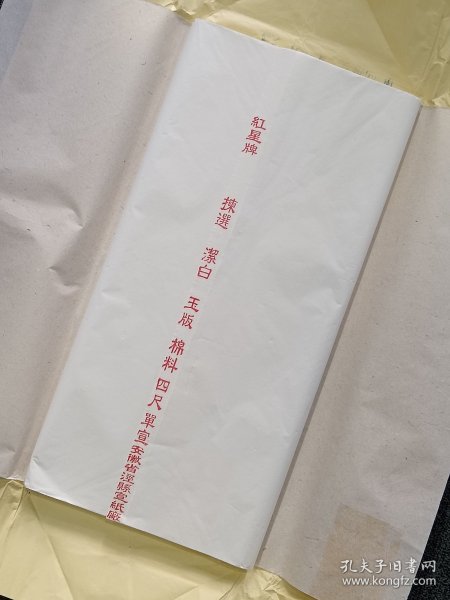 紅星牌
揀選 潔白 玉版 棉料 四尺 單宣 安徽省涇縣宣紙廠
孔夫子旧书网
www.kongfz.com